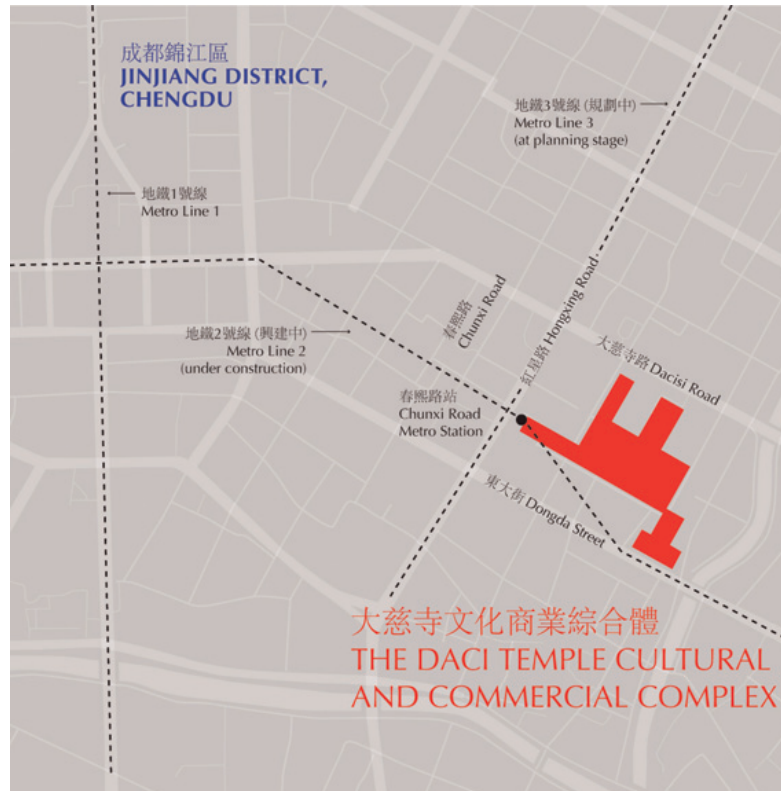 成都錦江區
JINJIANG DISTRICT,
CHENGDU
地鐵3號線 (規劃中)
Metro Line 3
(at planning stage)
地鐵1號線
Metro Line 1
春熙路
Chunxi Road
紅星路 Hongxing Road
地鐵2號線 (興建中)
Metro Line 2
(under construction)
大慈寺路 Dacisi Road
春熙路站
Chunxi Road
Metro Station
東大街 Dongda Street
大慈寺文化商業綜合體
THE DACI TEMPLE CULTURAL
AND COMMERCIAL COMPLEX